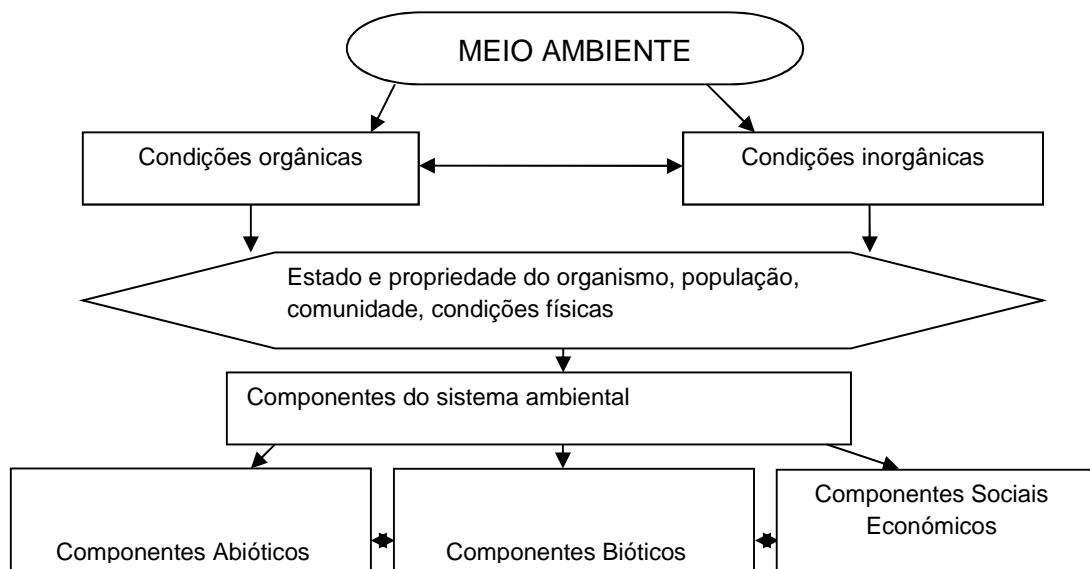 MEIO AMBIENTE
Condições orgânicas
Condições inorgânicas
Estado e propriedade do organismo, população,
comunidade, condições físicas
Componentes do sistema ambiental
Componentes Abióticos
Componentes Bióticos
Componentes Sociais
Económicos